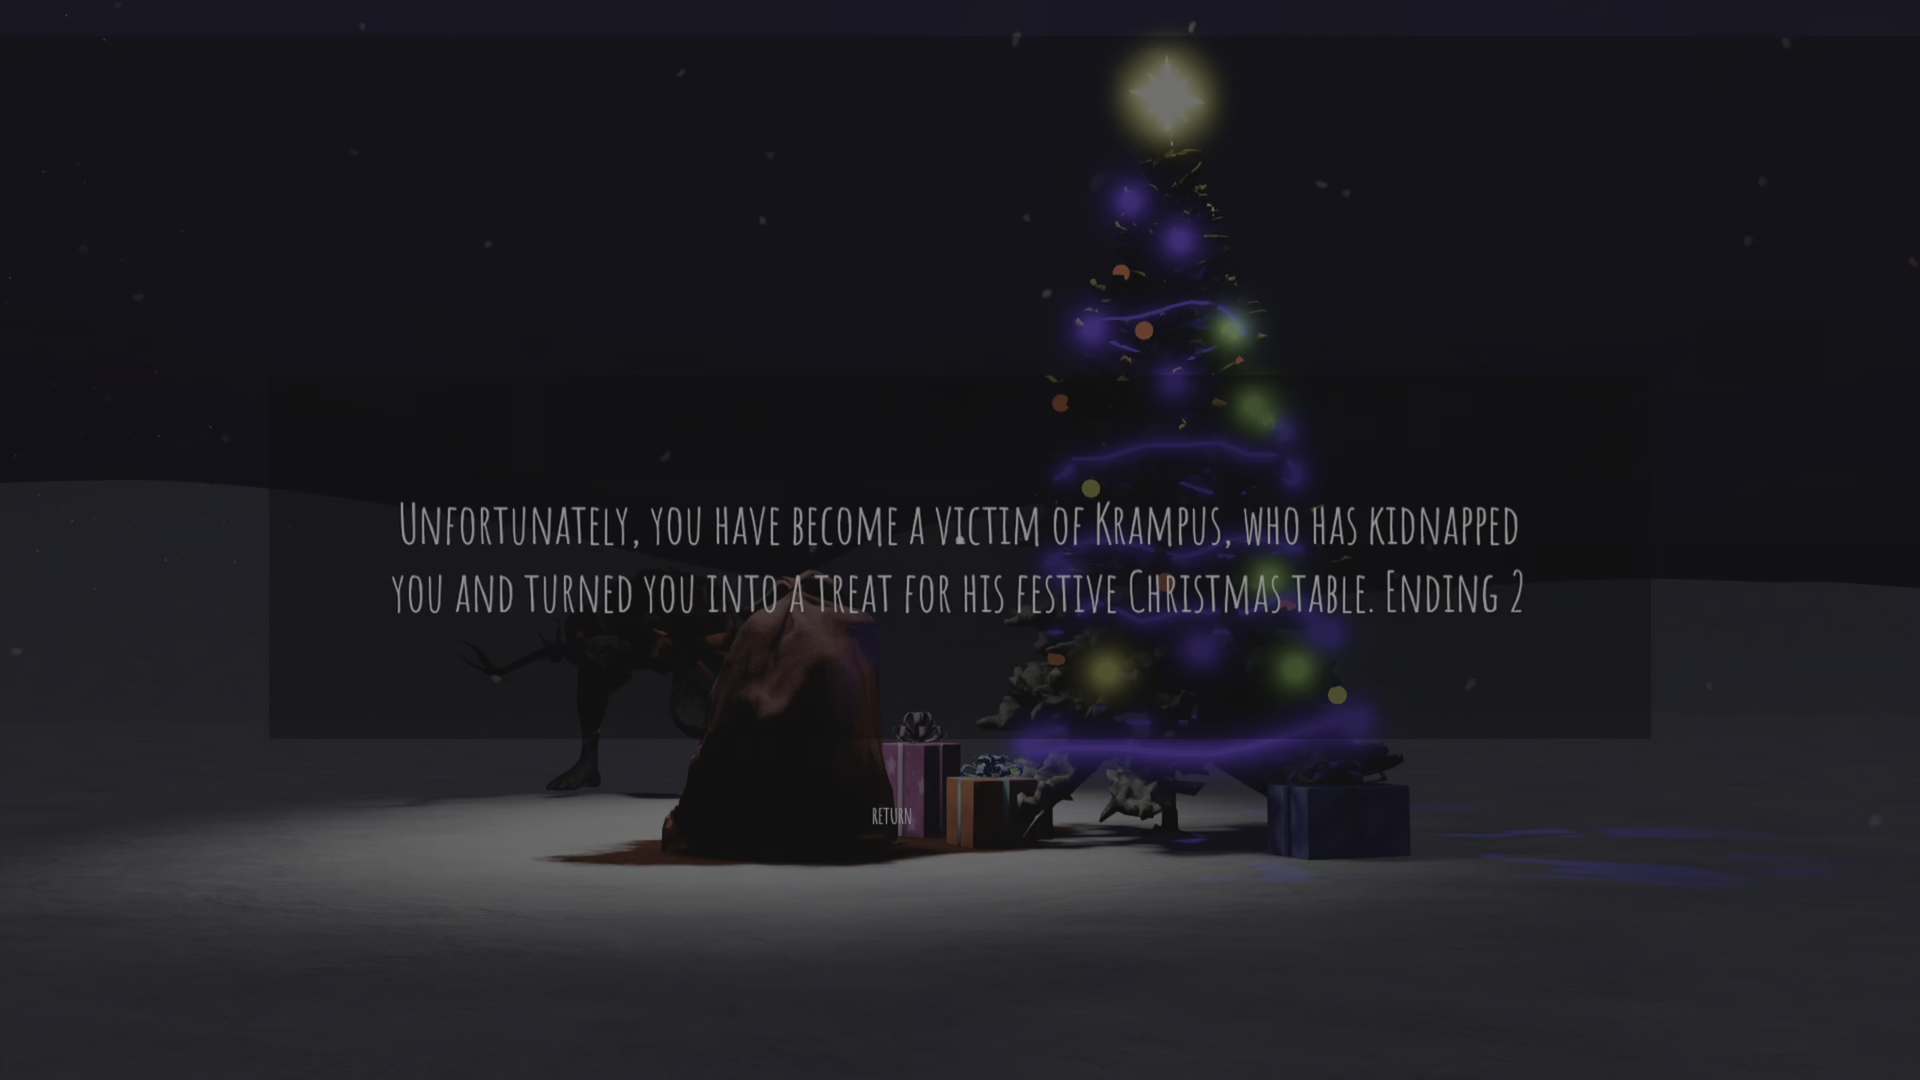 Unfortunately, you have become a victim of Krampus, who has kidnapped
you and turned you into a treat for his festive Christmas table. Ending 2
return